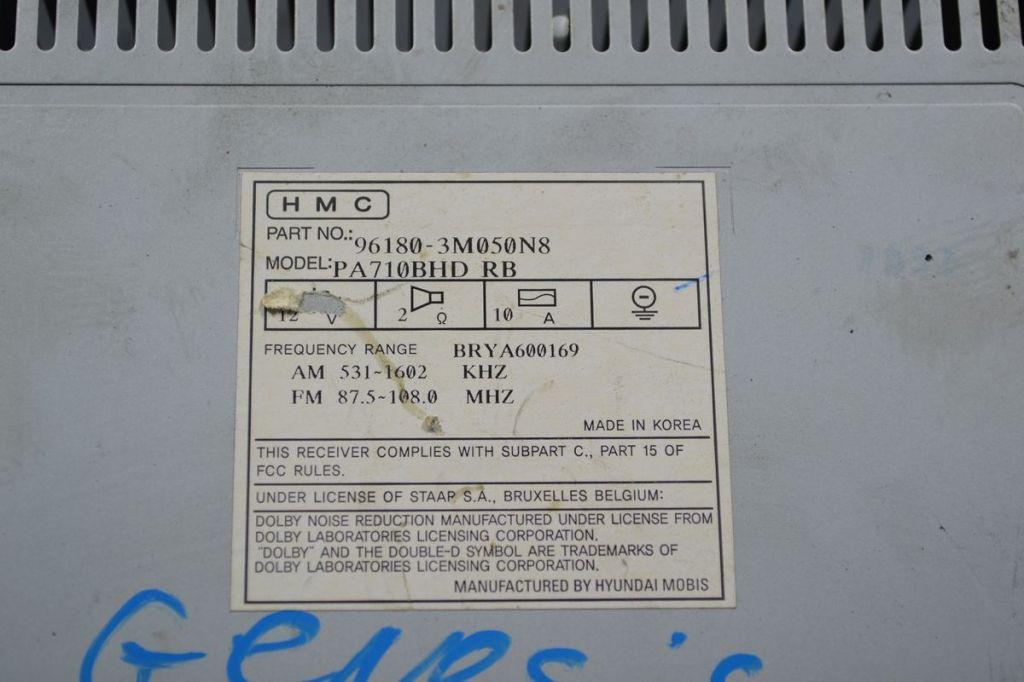 HMC
PART NO.: 96180-3M050N8
MODEL: PA710BHD RB
12 V 2 Ω 10 A
FREQUENCY RANGE BRYA600169
AM 531~1602 KHZ
FM 87.5~108.0 MHZ
MADE IN KOREA
THIS RECEIVER COMPLIES WITH SUBPART C., PART 15 OF
FCC RULES.
UNDER LICENSE OF STAAR S.A., BRUXELLES BELGIUM:
DOLBY NOISE REDUCTION MANUFACTURED UNDER LICENSE FROM
DOLBY LABORATORIES LICENSING CORPORATION.
"DOLBY" AND THE DOUBLE-D SYMBOL ARE TRADEMARKS OF
DOLBY LABORATORIES LICENSING CORPORATION.
MANUFACTURED BY HYUNDAI MOBIS
Genesis